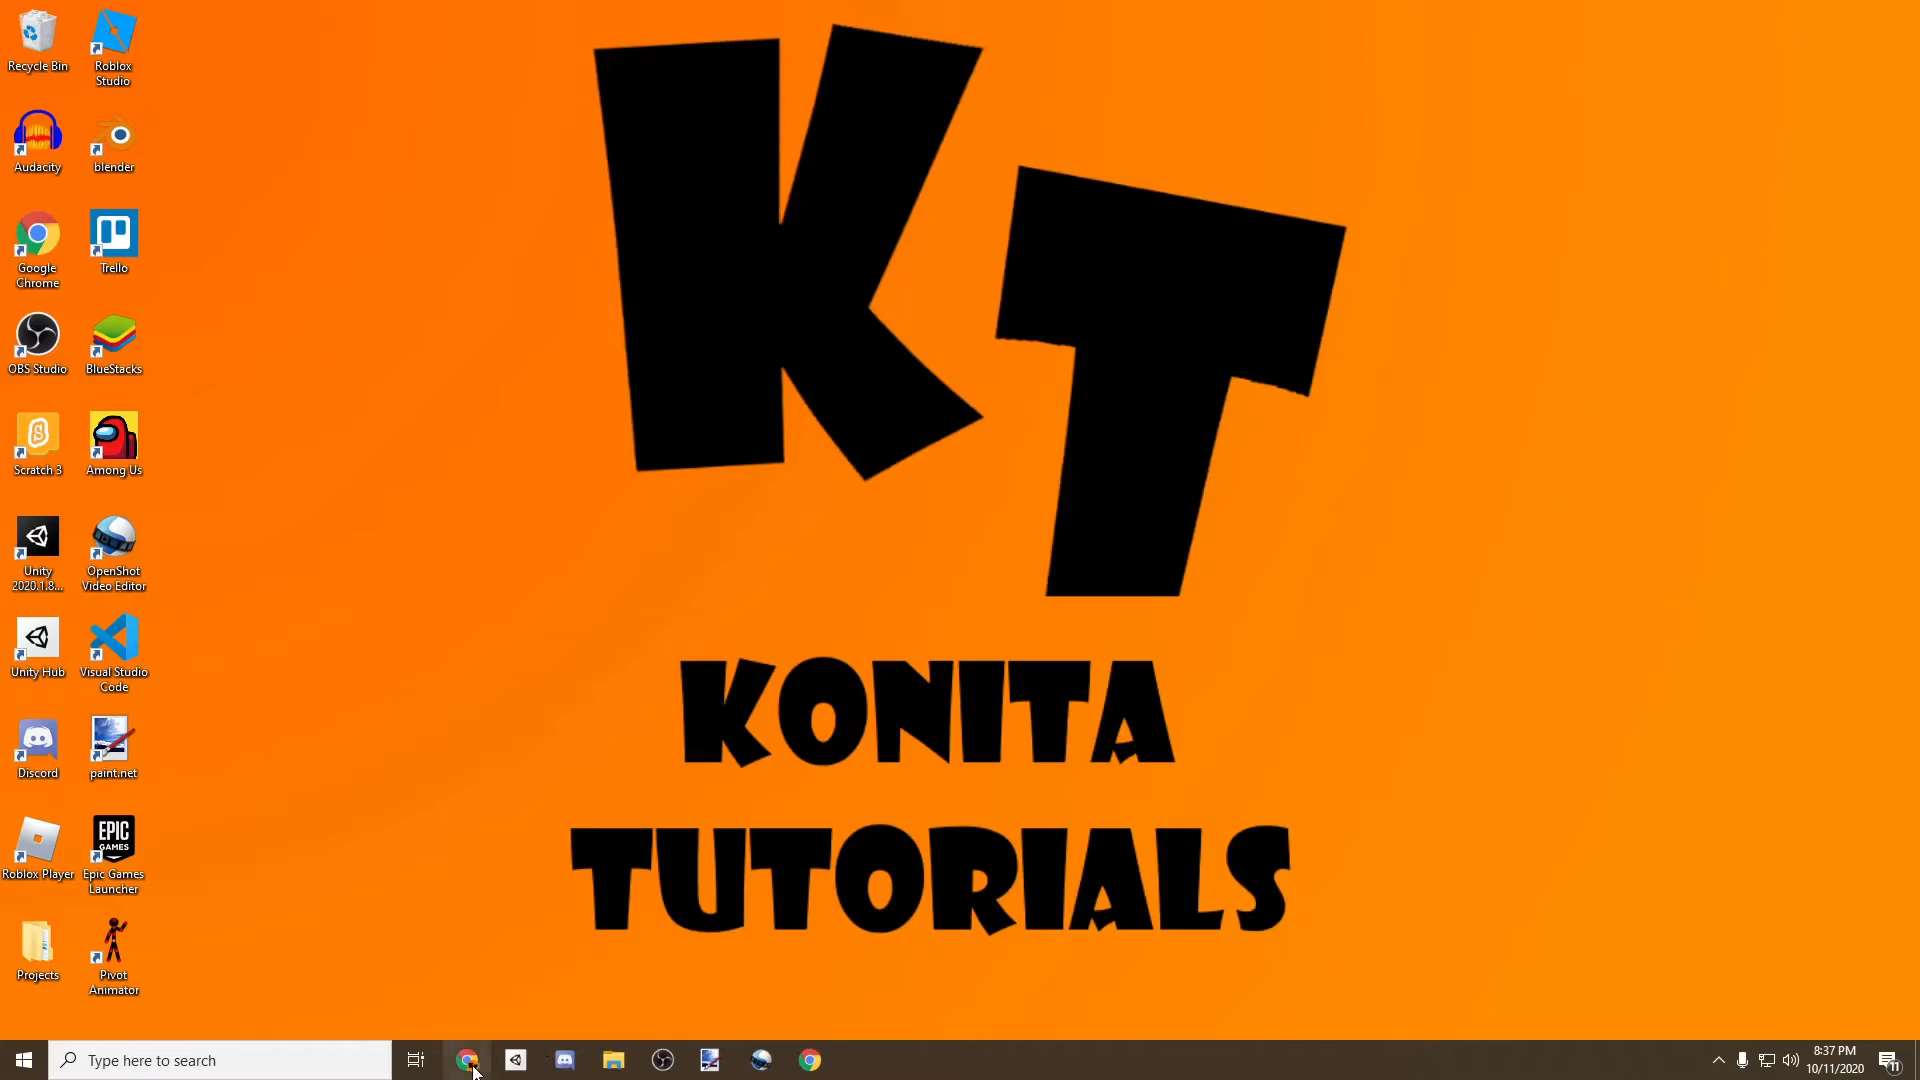 Recycle Bin
Roblox
Studio
Audacity
blender
Google
Chrome
Trello
OBS Studio
BlueStacks
Scratch 3
Among Us
Unity
2020.1.8...
OpenShot
Video Editor
Unity Hub
Visual Studio
Code
Discord
paint.net
Roblox Player
EPIC
GAMES
Epic Games
Launcher
Projects
Pivot
Animator
KT
KONITA
TUTORIALS
Type here to search
8:37 PM
10/11/2020
11